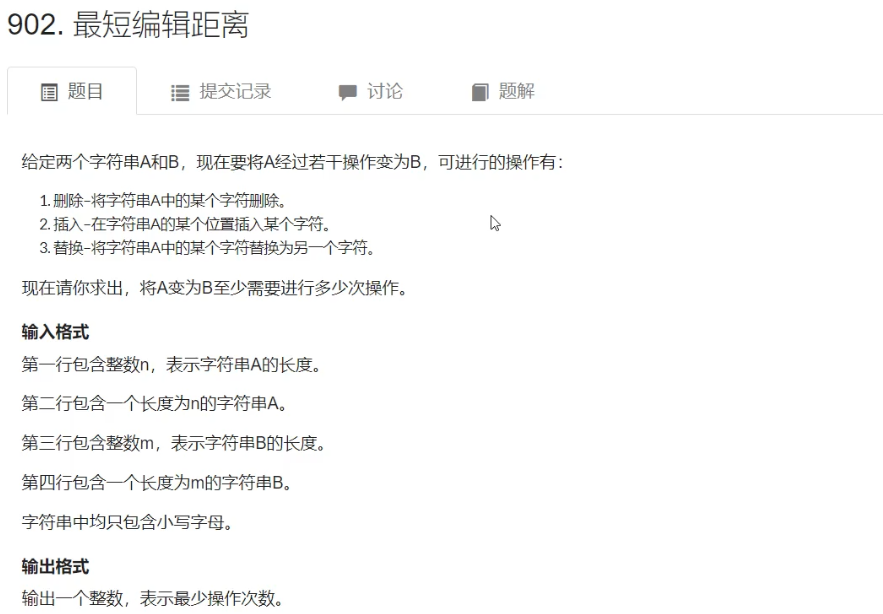 902. 最短编辑距离
题目 提交记录 讨论 题解
给定两个字符串A和B，现在要将A经过若干操作变为B，可进行的操作有：
1. 删除–将字符串A中的某个字符删除。
2. 插入–在字符串A的某个位置插入某个字符。
3. 替换–将字符串A中的某个字符替换为另一个字符。
现在请你求出，将A变为B至少需要进行多少次操作。
输入格式
第一行包含整数n，表示字符串A的长度。
第二行包含一个长度为n的字符串A。
第三行包含整数m，表示字符串B的长度。
第四行包含一个长度为m的字符串B。
字符串中均只包含小写字母。
输出格式
输出一个整数，表示最少操作次数。